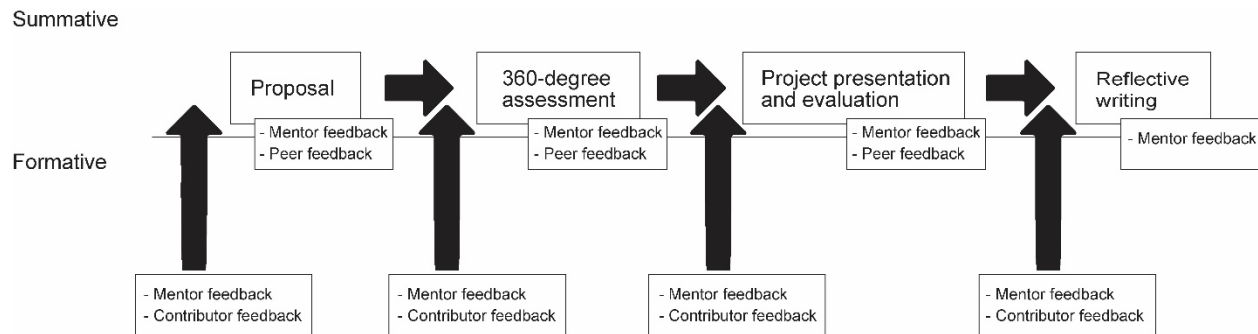 Summative
Proposal
360-degree
assessment
Project presentation
and evaluation
Reflective
writing
- Mentor feedback
- Peer feedback
- Mentor feedback
- Peer feedback
- Mentor feedback
- Peer feedback
- Mentor feedback
Formative
- Mentor feedback
- Contributor feedback
- Mentor feedback
- Contributor feedback
- Mentor feedback
- Contributor feedback
- Mentor feedback
- Contributor feedback